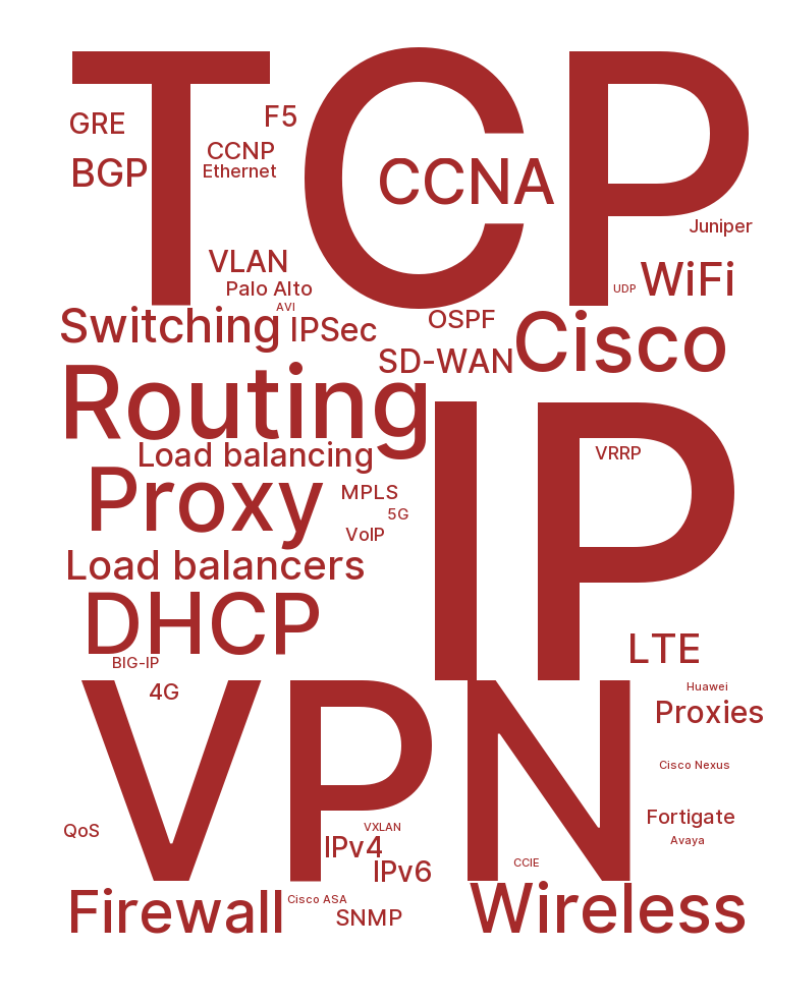 TCP
GRE
F5
CCNP
BGP
Ethernet
CCNA
Juniper
VLAN
WiFi
Palo Alto
UDP
AVI
Switching
IPSec
OSPF
Cisco
SD-WAN
Routing
IP
Load balancing
VRRP
Proxy
MPLS
5G
VoIP
Load balancers
DHCP
LTE
BIG-IP
4G
Huawei
VPN
Proxies
Cisco Nexus
Fortigate
QoS
VXLAN
Avaya
IPv4
CCIE
IPv6
Firewall
Cisco ASA
SNMP
Wireless